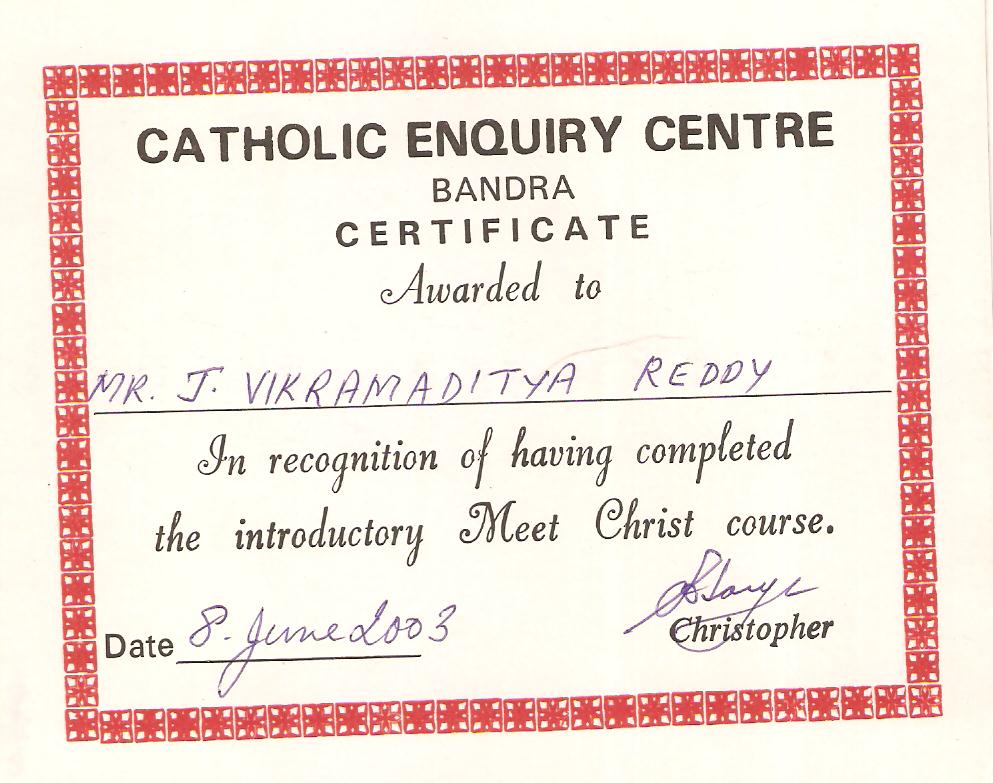 CATHOLIC ENQUIRY CENTRE
BANDRA
CERTIFICATE
Awarded to
MR. J. VIKRAMADITYA REDDY
In recognition of having completed
the introductory Meet Christ course.
Date 8. June 2003
Christopher